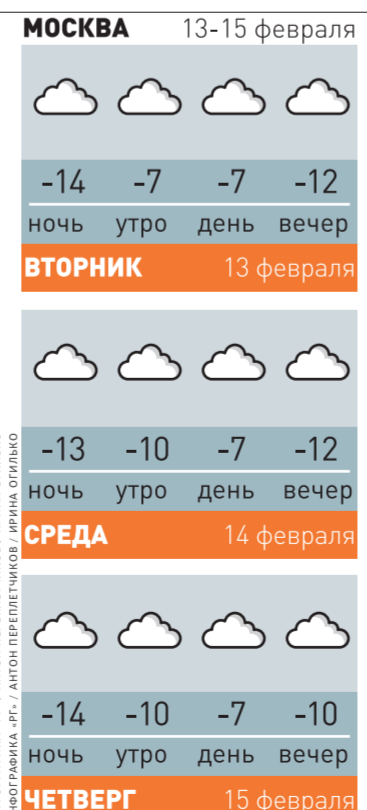 МОСКВА 13-15 февраля
-14 -7 -7 -12
ночь утро день вечер
ВТОРНИК 13 февраля
-13 -10 -7 -12
ночь утро день вечер
СРЕДА 14 февраля
-14 -10 -7 -10
ночь утро день вечер
ЧЕТВЕРГ 15 февраля
НФОГРАФИКА «РГ» / АНТОН ПЕРЕПЛЕТЧИКОВ / ИРИНА ОГИЛЬКО